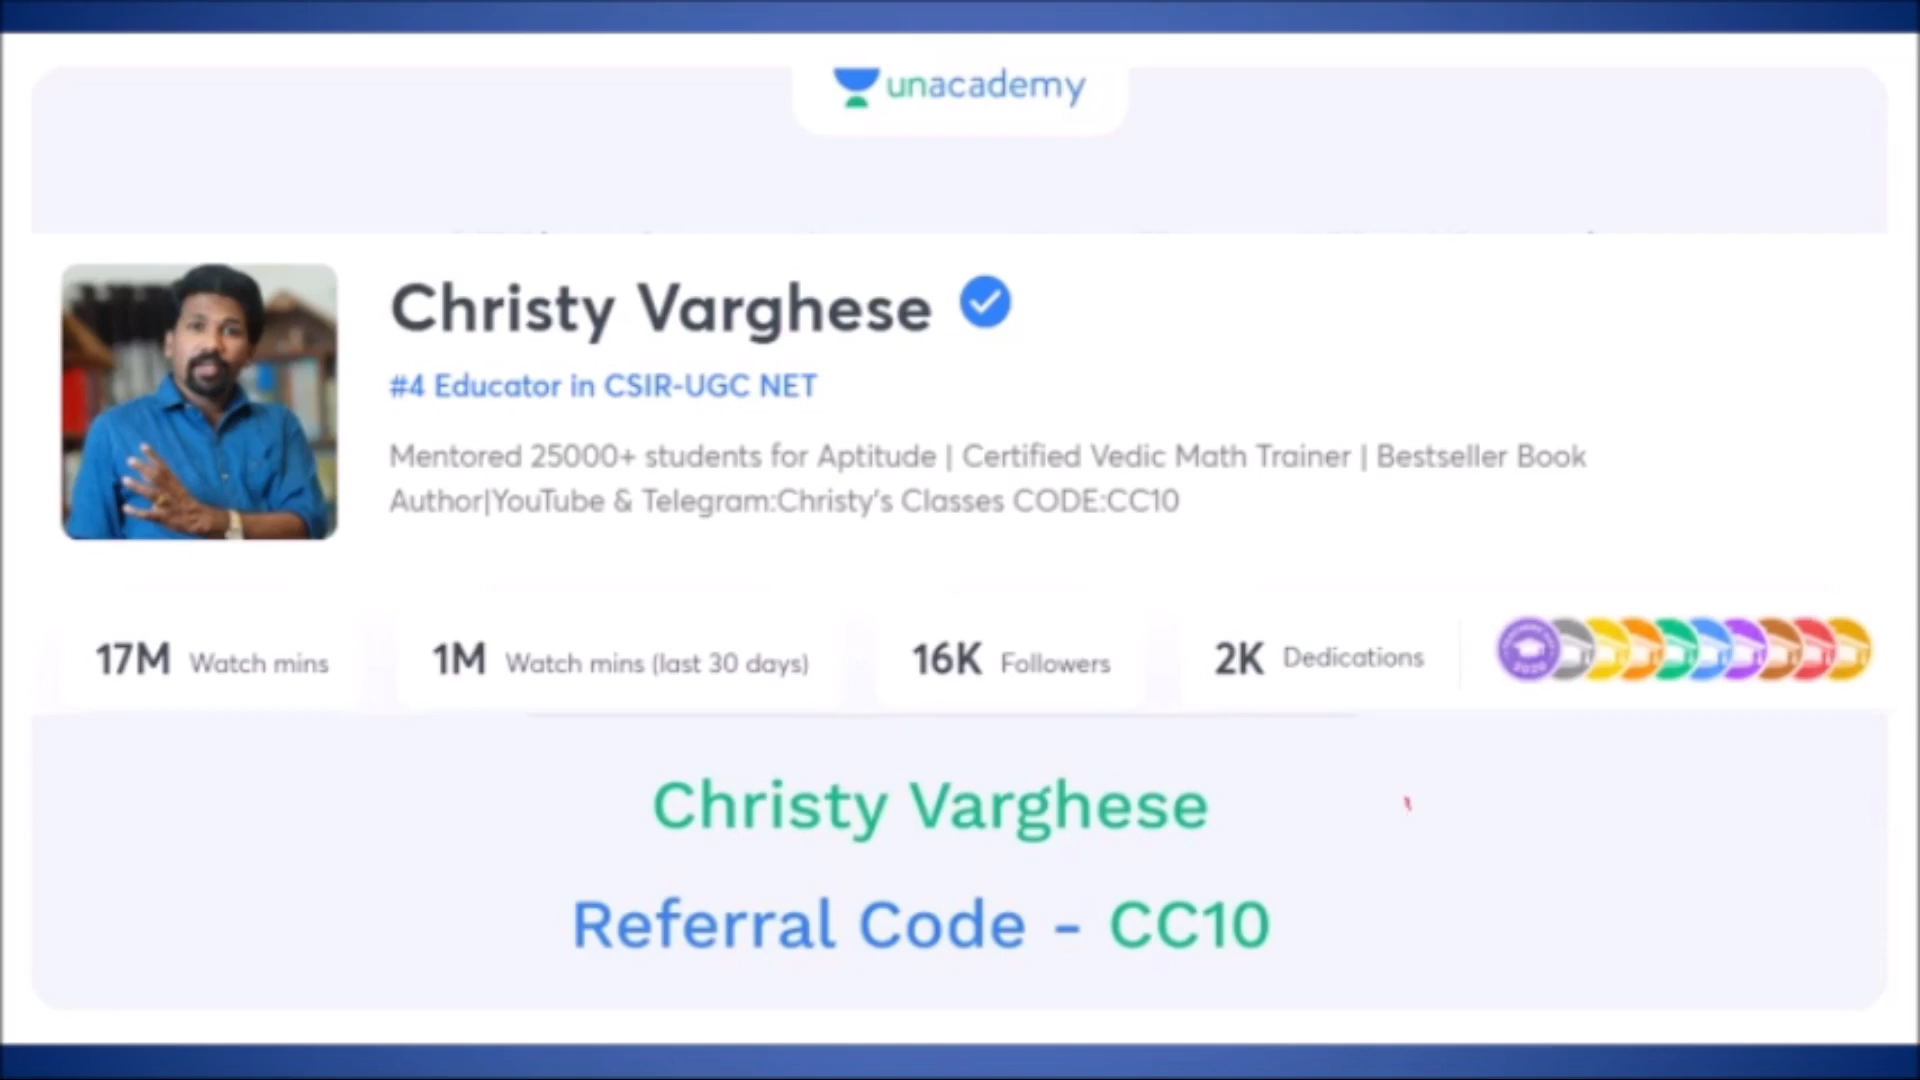 unacademy
Christy Varghese
#4 Educator in CSIR-UGC NET
Mentored 25000+ students for Aptitude | Certified Vedic Math Trainer | Bestseller Book
Author|YouTube & Telegram:Christy's Classes CODE:CC10
17M Watch mins 1M Watch mins (last 30 days) 16K Followers 2K Dedications
Christy Varghese
Referral Code - CC10